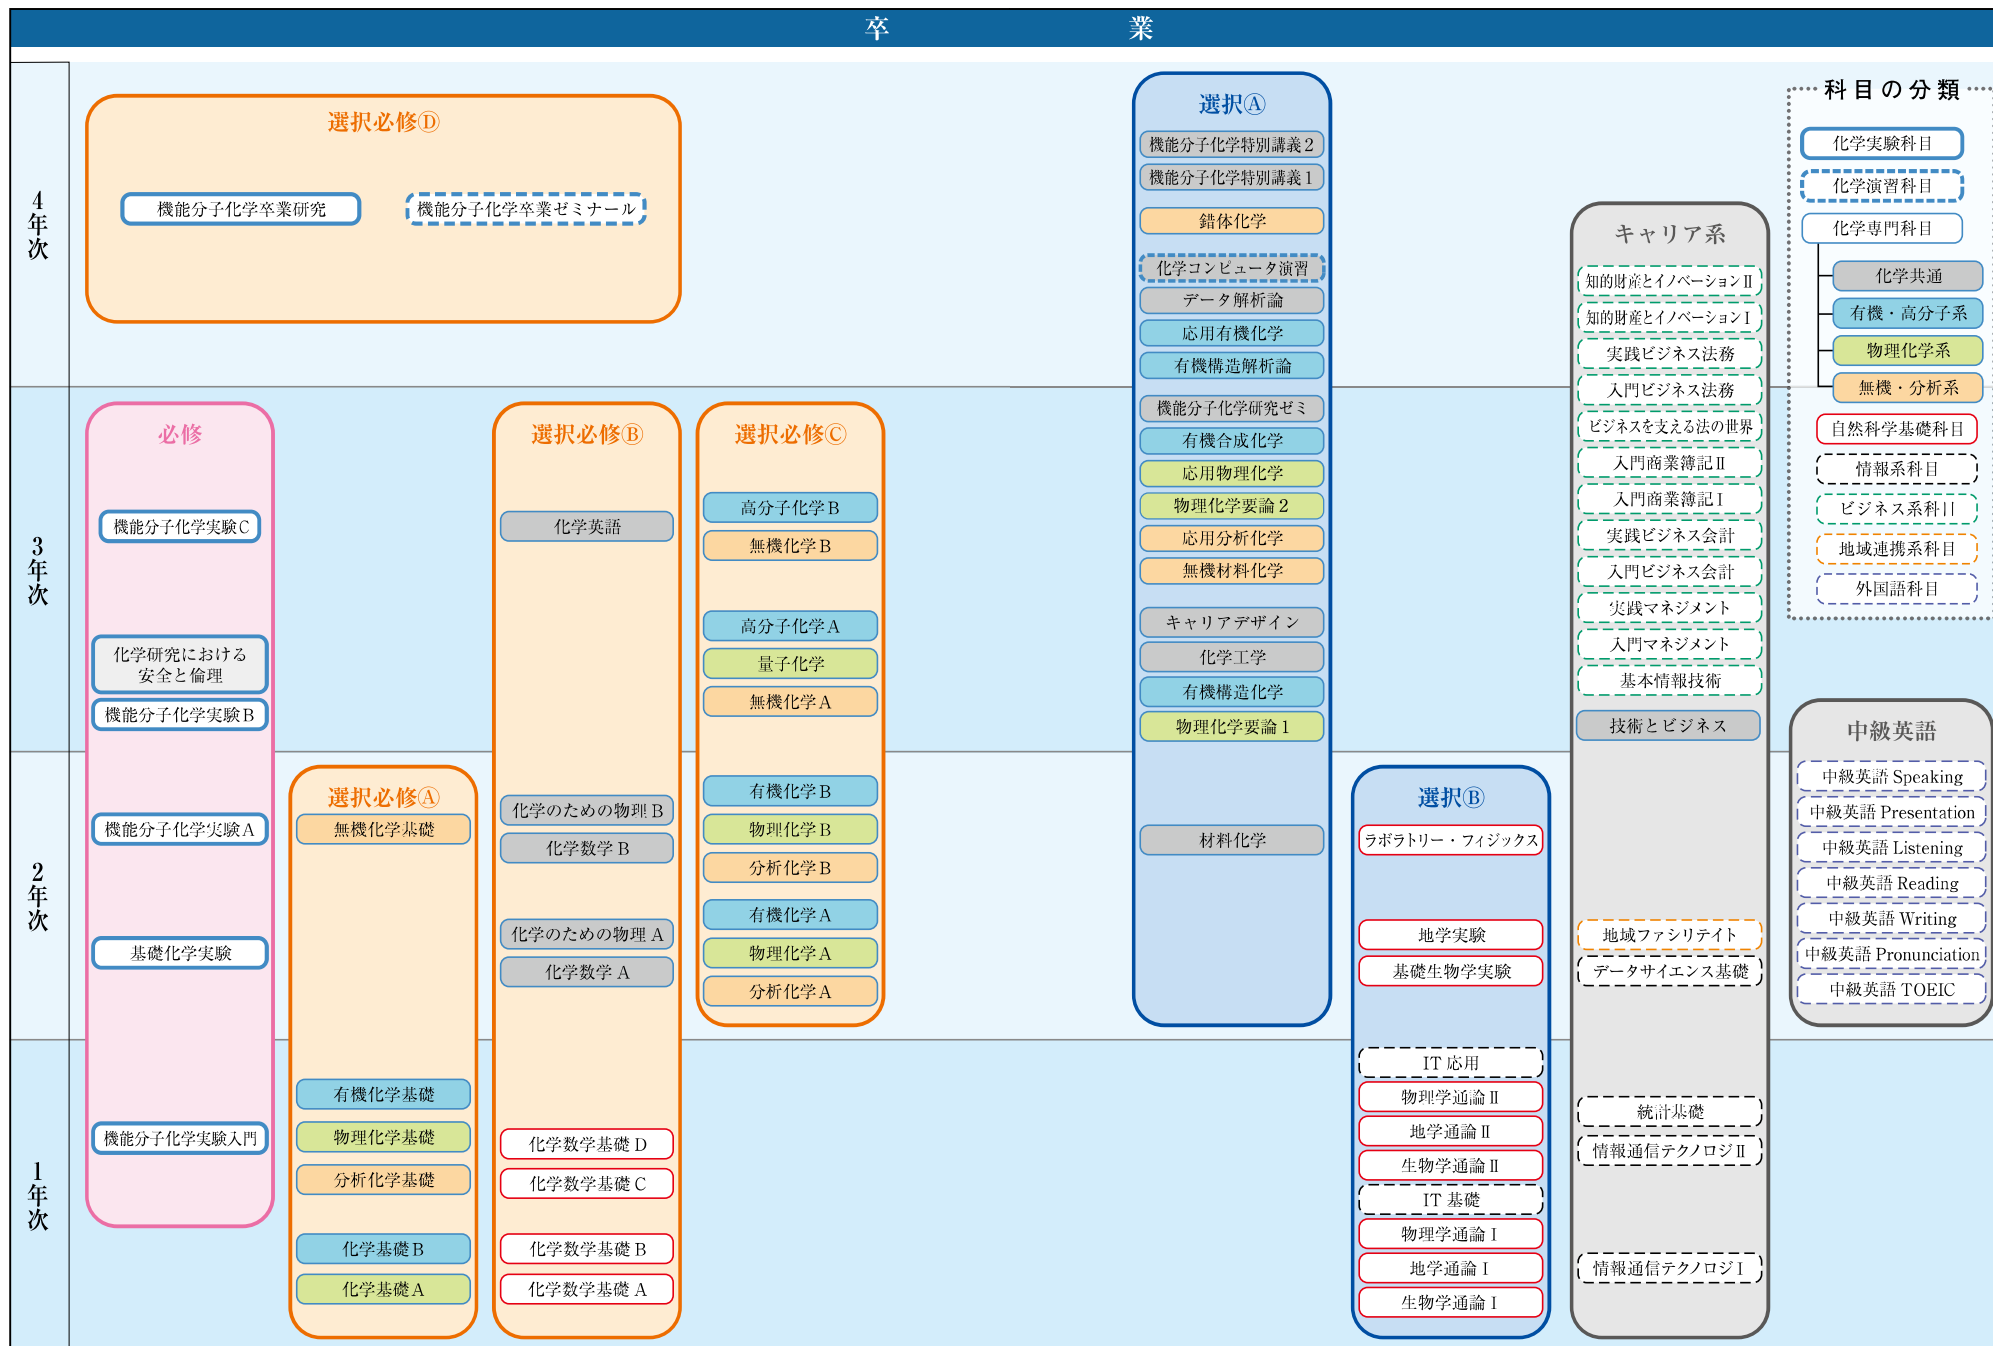 卒 業
4年次
選択必修Ⓓ
機能分子化学卒業研究
機能分子化学卒業ゼミナール
3年次
必修
機能分子化学実験C
化学研究における
安全と倫理
機能分子化学実験B
機能分子化学実験A
基礎化学実験
機能分子化学実験入門
2年次
1年次
選択必修Ⓐ
無機化学基礎
有機化学基礎
物理化学基礎
分析化学基礎
化学基礎B
化学基礎A
選択必修Ⓑ
化学英語
化学のための物理 B
化学数学 B
化学のための物理 A
化学数学 A
化学数学基礎 D
化学数学基礎 C
化学数学基礎 B
化学数学基礎 A
選択必修Ⓒ
高分子化学B
無機化学B
高分子化学A
量子化学
無機化学A
有機化学B
物理化学B
分析化学B
有機化学A
物理化学A
分析化学A
選択Ⓐ
機能分子化学特別講義2
機能分子化学特別講義1
錯体化学
化学コンピュータ演習
データ解析論
応用有機化学
有機構造解析論
機能分子化学研究ゼミ
有機合成化学
応用物理化学
物理化学要論2
応用分析化学
無機材料化学
キャリアデザイン
化学工学
有機構造化学
物理化学要論1
材料化学
選択Ⓑ
ラボラトリー・フィジックス
地学実験
基礎生物学実験
IT 応用
物理学通論Ⅱ
地学通論Ⅱ
生物学通論Ⅱ
IT 基礎
物理学通論Ⅰ
地学通論Ⅰ
生物学通論Ⅰ
キャリア系
知的財産とイノベーションⅡ
知的財産とイノベーションⅠ
実践ビジネス法務
入門ビジネス法務
ビジネスを支える法の世界
入門商業簿記Ⅱ
入門商業簿記Ⅰ
実践ビジネス会計
入門ビジネス会計
実践マネジメント
入門マネジメント
基本情報技術
技術とビジネス
地域ファシリテイト
データサイエンス基礎
統計基礎
情報通信テクノロジⅡ
情報通信テクノロジⅠ
科目の分類
化学実験科目
化学演習科目
化学専門科目
化学共通
有機・高分子系
物理化学系
無機・分析系
自然科学基礎科目
情報系科目
ビジネス系科目
地域連携系科目
外国語科目
中級英語
中級英語 Speaking
中級英語 Presentation
中級英語 Listening
中級英語 Reading
中級英語 Writing
中級英語 Pronunciation
中級英語 TOEIC